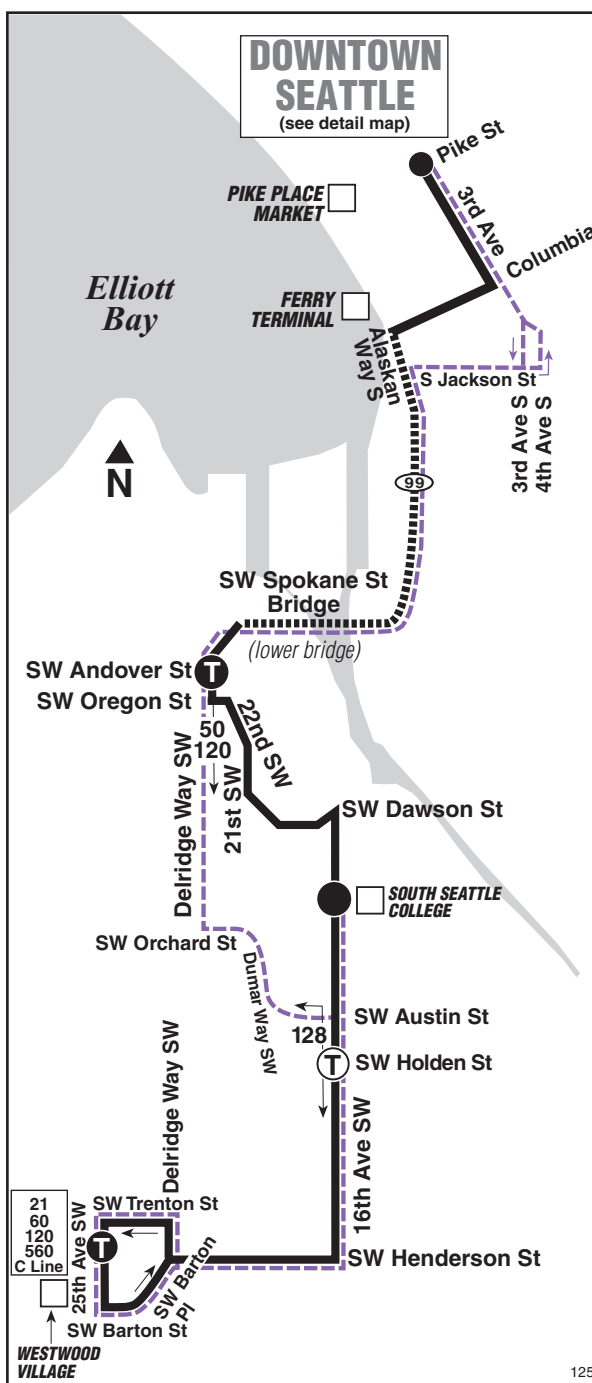 DOWNTOWN
SEATTLE
(see detail map)
Pike St
PIKE PLACE
MARKET
3rd Ave
Columbia
Elliott
Bay
FERRY
TERMINAL
Alaskan
Way S
S Jackson St
3rd Ave S
4th Ave S
N
99
SW Spokane St
Bridge
(lower bridge)
SW Andover St
T
SW Oregon St
50
120
22nd SW
21st SW
Delridge Way SW
SW Dawson St
SOUTH SEATTLE
COLLEGE
SW Orchard St
Dumar Way SW
SW Austin St
128
T
SW Holden St
Delridge Way SW
16th Ave SW
21
60
120
560
C Line
25th Ave SW
SW Trenton St
T
SW Barton
Pl
SW Henderson St
SW Barton St
WESTWOOD
VILLAGE
125